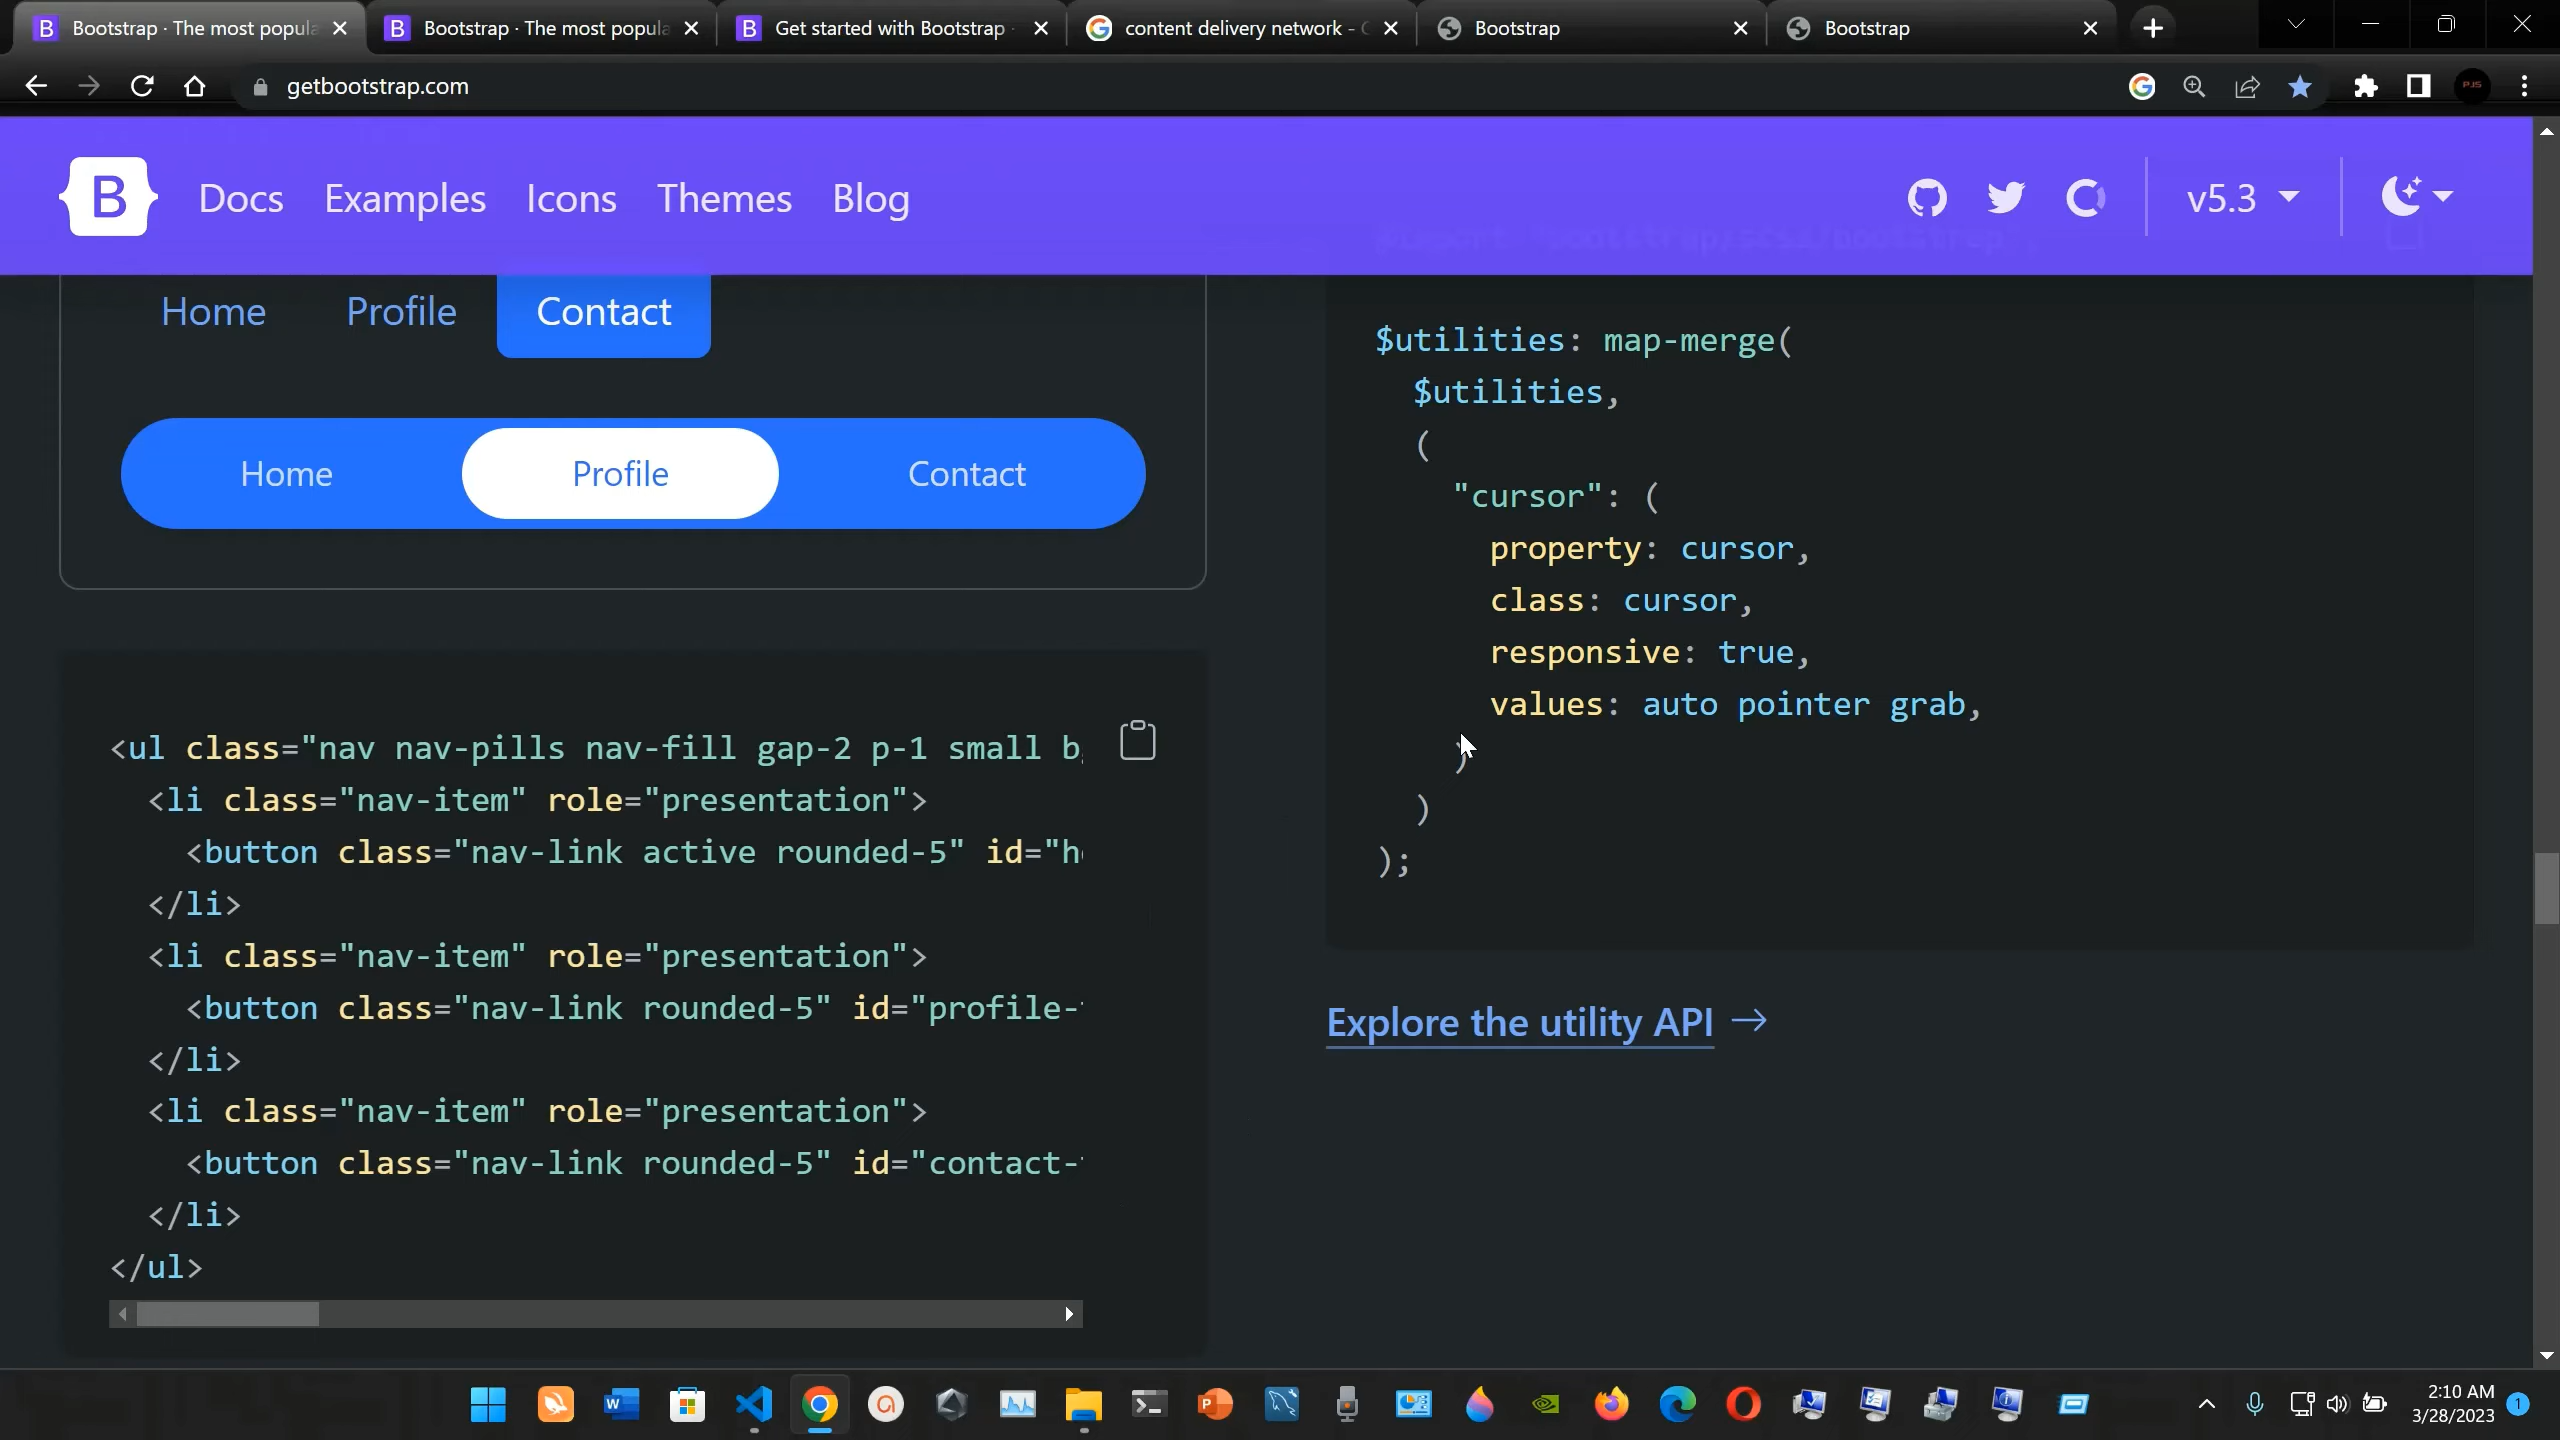 Bootstrap · The most popula
Bootstrap · The most popula
Get started with Bootstrap
content delivery network -
Bootstrap
Bootstrap
getbootstrap.com
PJS
B
Docs
Examples
Icons
Themes
Blog
v5.3
Home
Profile
Contact
Home
Profile
Contact
<ul class="nav nav-pills nav-fill gap-2 p-1 small b
<li class="nav-item" role="presentation">
<button class="nav-link active rounded-5" id="h
</li>
<li class="nav-item" role="presentation">
<button class="nav-link rounded-5" id="profile-
</li>
<li class="nav-item" role="presentation">
<button class="nav-link rounded-5" id="contact-
</li>
</ul>
@import "bootstrap/scss/bootstrap";
$utilities: map-merge(
$utilities,
(
"cursor": (
property: cursor,
class: cursor,
responsive: true,
values: auto pointer grab,
)
)
);
Explore the utility API →
2:10 AM
3/28/2023
1